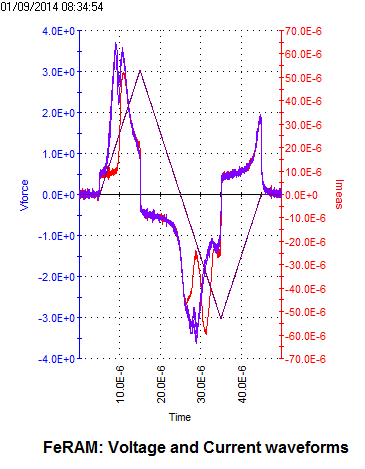 01/09/2014 08:34:54
4.0E+0
3.0E+0
2.0E+0
1.0E+0
0.0E+0
-1.0E+0
-2.0E+0
-3.0E+0
-4.0E+0
Vforce
70.0E-6
60.0E-6
50.0E-6
40.0E-6
30.0E-6
20.0E-6
10.0E-6
0.0E+0
-10.0E-6
-20.0E-6
-30.0E-6
-40.0E-6
-50.0E-6
-60.0E-6
-70.0E-6
Imeas
10.0E-6
20.0E-6
30.0E-6
40.0E-6
Time
FeRAM: Voltage and Current waveforms